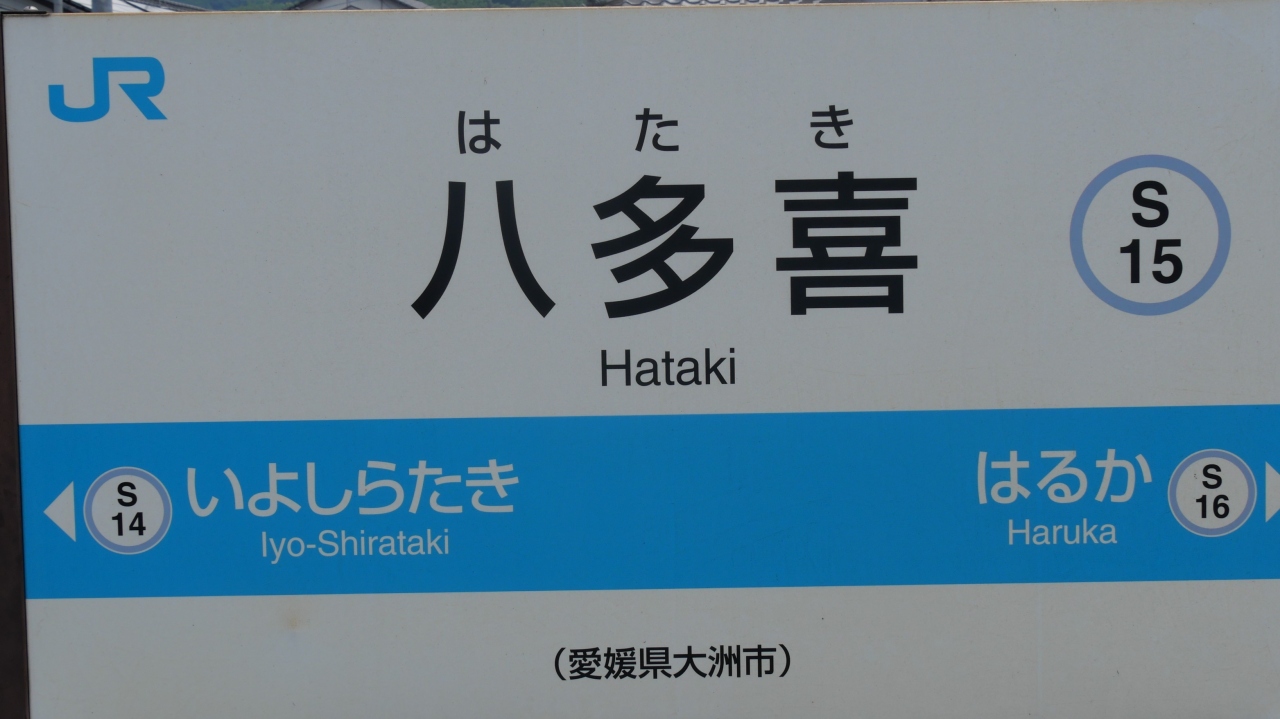 JR
はたき
八多喜
S
15
Hataki
S
14
いよしらたき
Iyo-Shirataki
はるか
Haruka
S
16
（愛媛県大洲市）